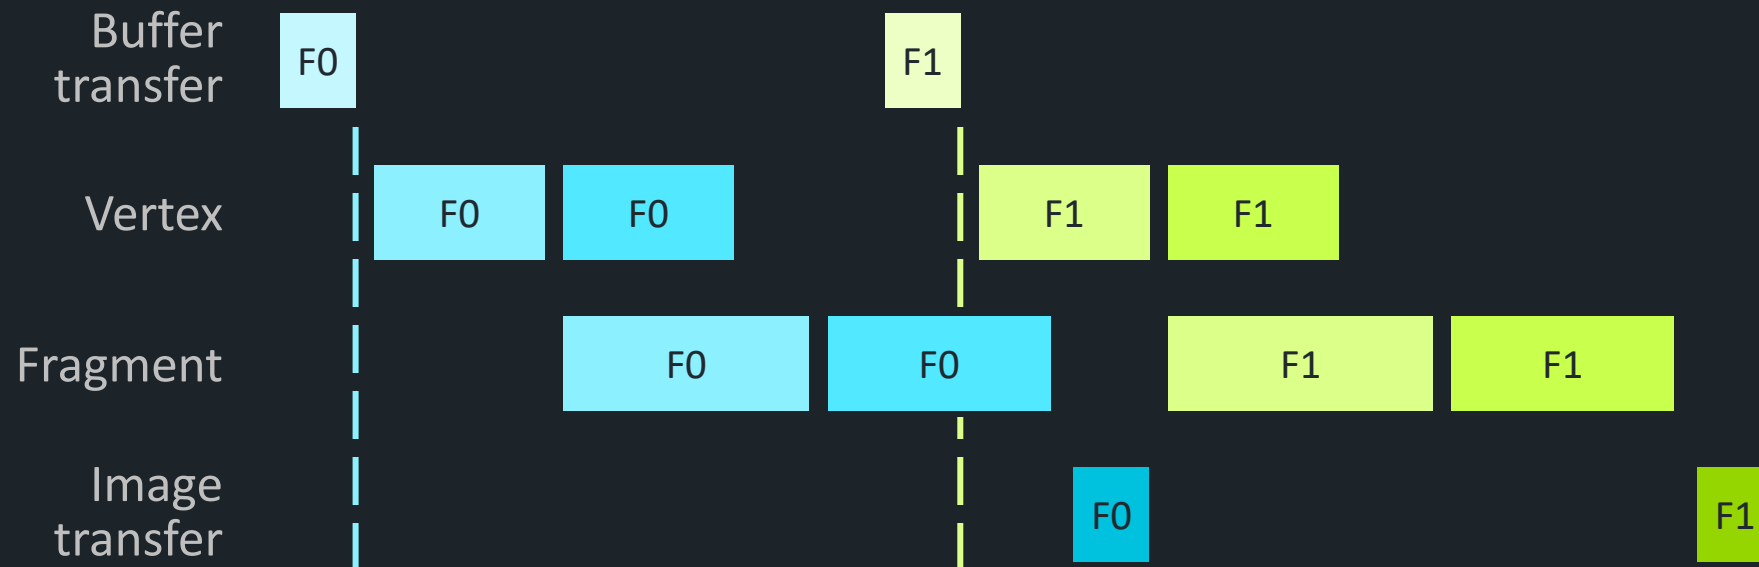 Buffer
transfer
F0
F1
Vertex
F0
F0
F1
F1
Fragment
F0
F0
F1
F1
Image
transfer
F0
F1